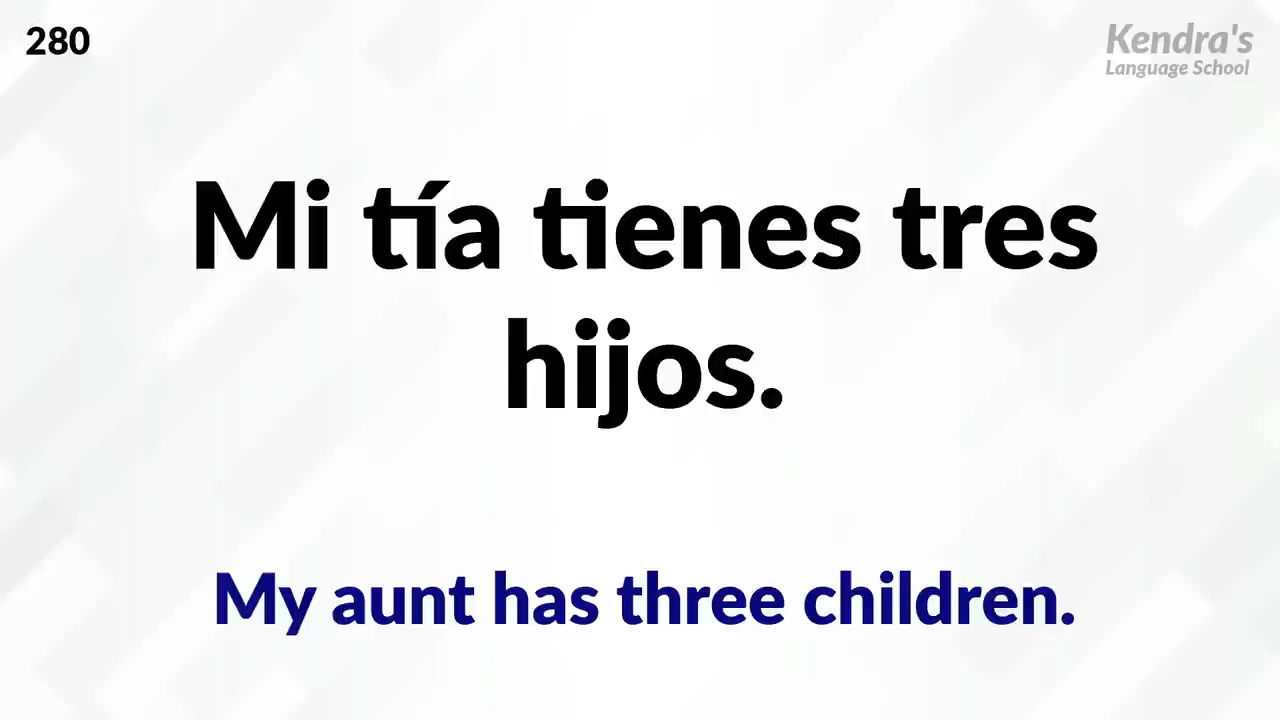 280
Kendra's
Language School
Mi tía tienes tres
hijos.
My aunt has three children.